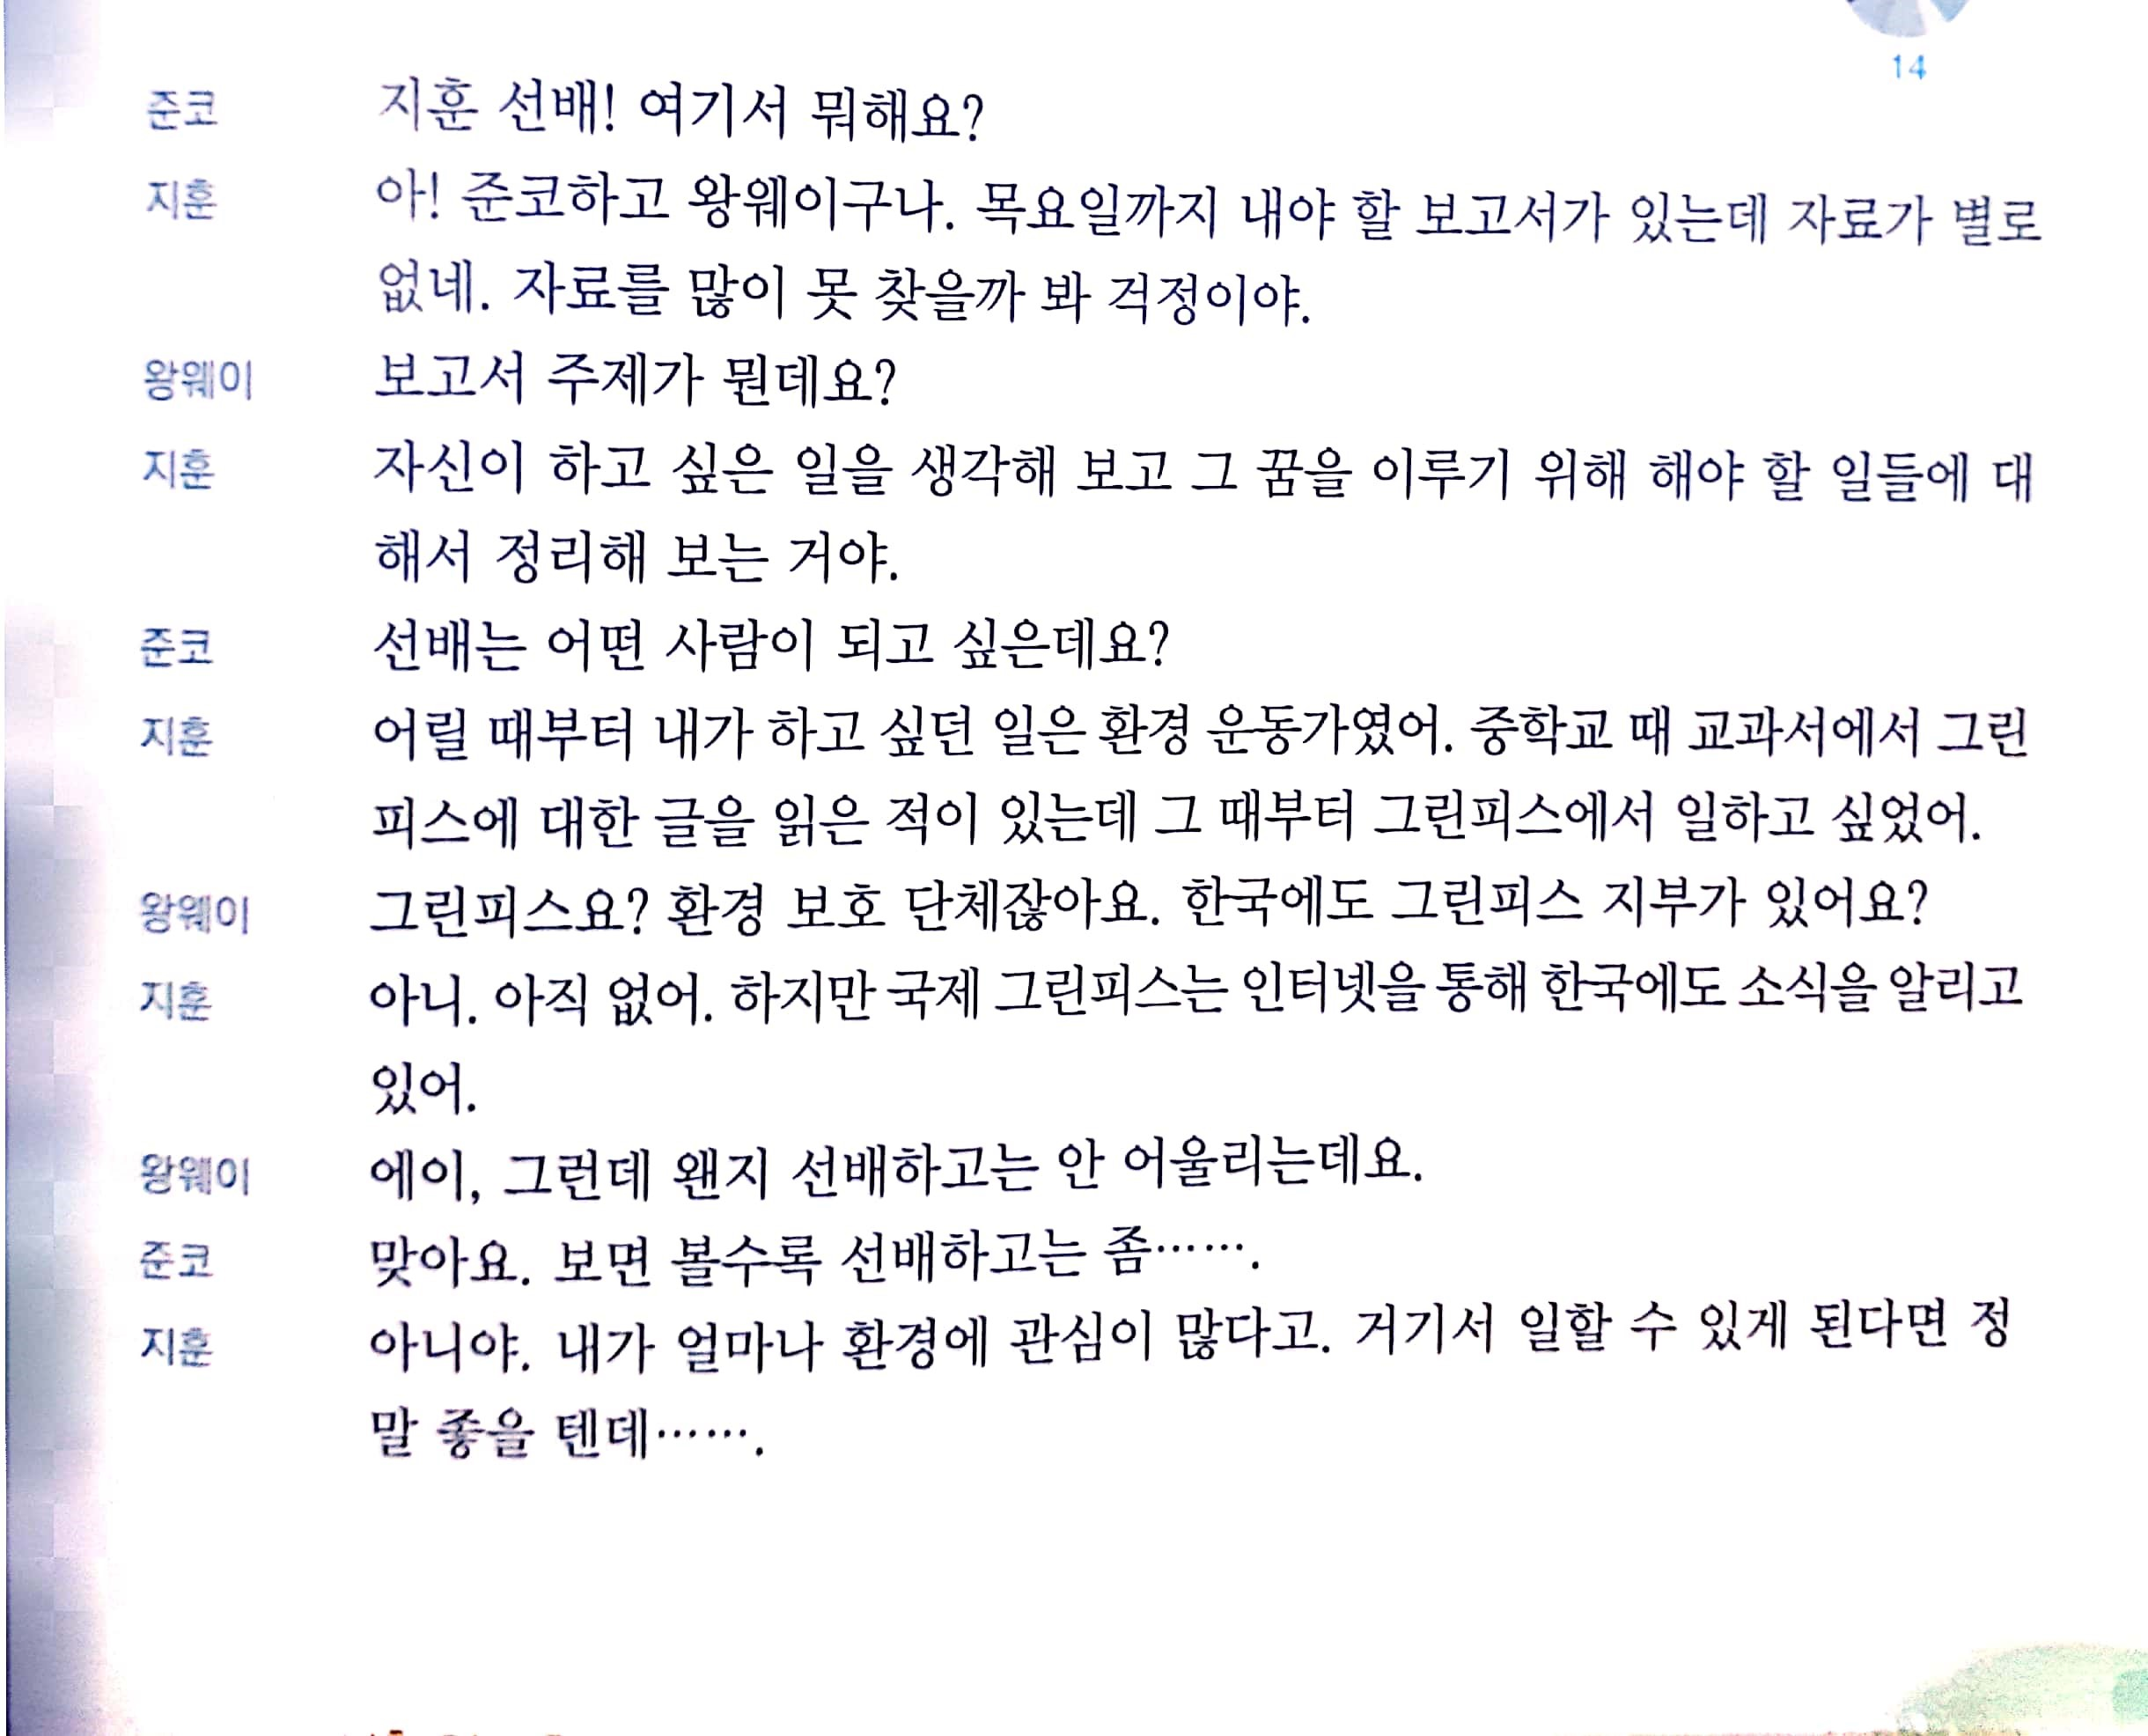 14
준코 지훈 선배! 여기서 뭐해요?
지훈 아! 준코하고 왕웨이구나. 목요일까지 내야 할 보고서가 있는데 자료가 별로
없네. 자료를 많이 못 찾을까 봐 걱정이야.
왕웨이 보고서 주제가 뭔데요?
지훈 자신이 하고 싶은 일을 생각해 보고 그 꿈을 이루기 위해 해야 할 일들에 대
해서 정리해 보는 거야.
준코 선배는 어떤 사람이 되고 싶은데요?
지훈 어릴 때부터 내가 하고 싶던 일은 환경 운동가였어. 중학교 때 교과서에서 그린
피스에 대한 글을 읽은 적이 있는데 그 때부터 그린피스에서 일하고 싶었어.
왕웨이 그린피스요? 환경 보호 단체잖아요. 한국에도 그린피스 지부가 있어요?
지훈 아니. 아직 없어. 하지만 국제 그린피스는 인터넷을 통해 한국에도 소식을 알리고
있어.
왕웨이 에이, 그런데 왠지 선배하고는 안 어울리는데요.
준코 맞아요. 보면 볼수록 선배하고는 좀…….
지훈 아니야. 내가 얼마나 환경에 관심이 많다고. 거기서 일할 수 있게 된다면 정
말 좋을 텐데…….